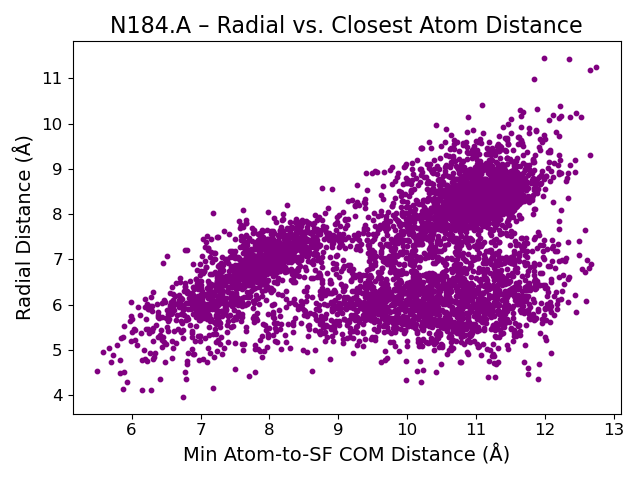 N184.A – Radial vs. Closest Atom Distance
Radial Distance (Å)
11
10
9
8
7
6
5
4
6 7 8 9 10 11 12 13
Min Atom-to-SF COM Distance (Å)